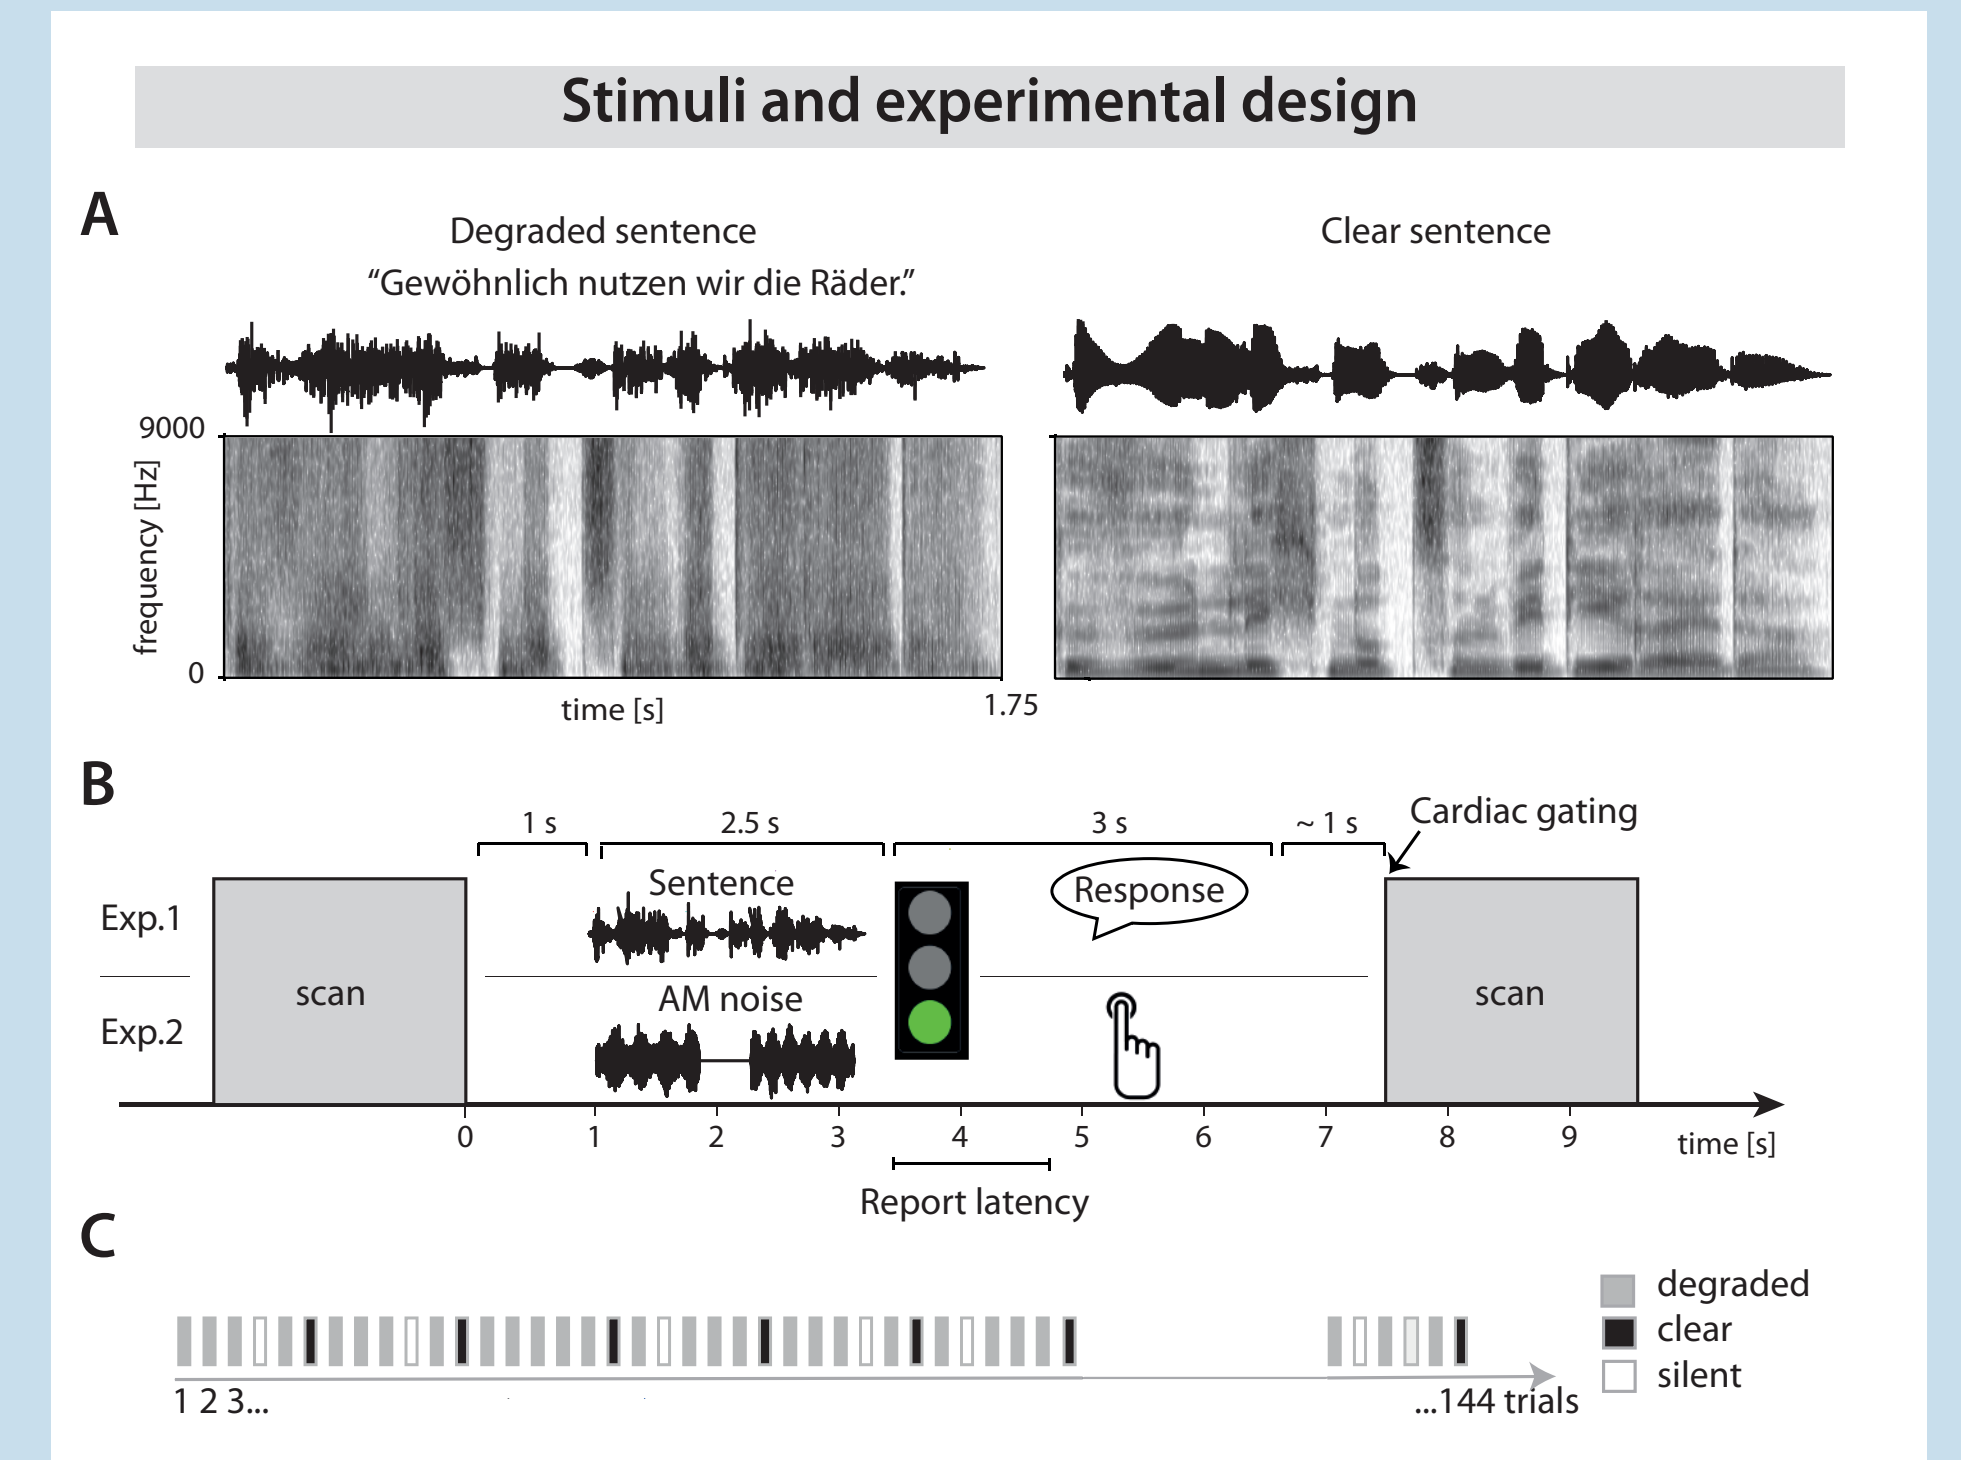 Stimuli and experimental design
A
Degraded sentence
Clear sentence
“Gewöhnlich nutzen wir die Räder.”
9000
frequency [Hz]
0
time [s]
1.75
B
1 s
2.5 s
3 s
~ 1 s
Cardiac gating
Exp.1
Exp.2
scan
Sentence
AM noise
Response
scan
0 1 2 3 4 5 6 7 8 9
time [s]
Report latency
C
degraded
clear
silent
1 2 3...
...144 trials